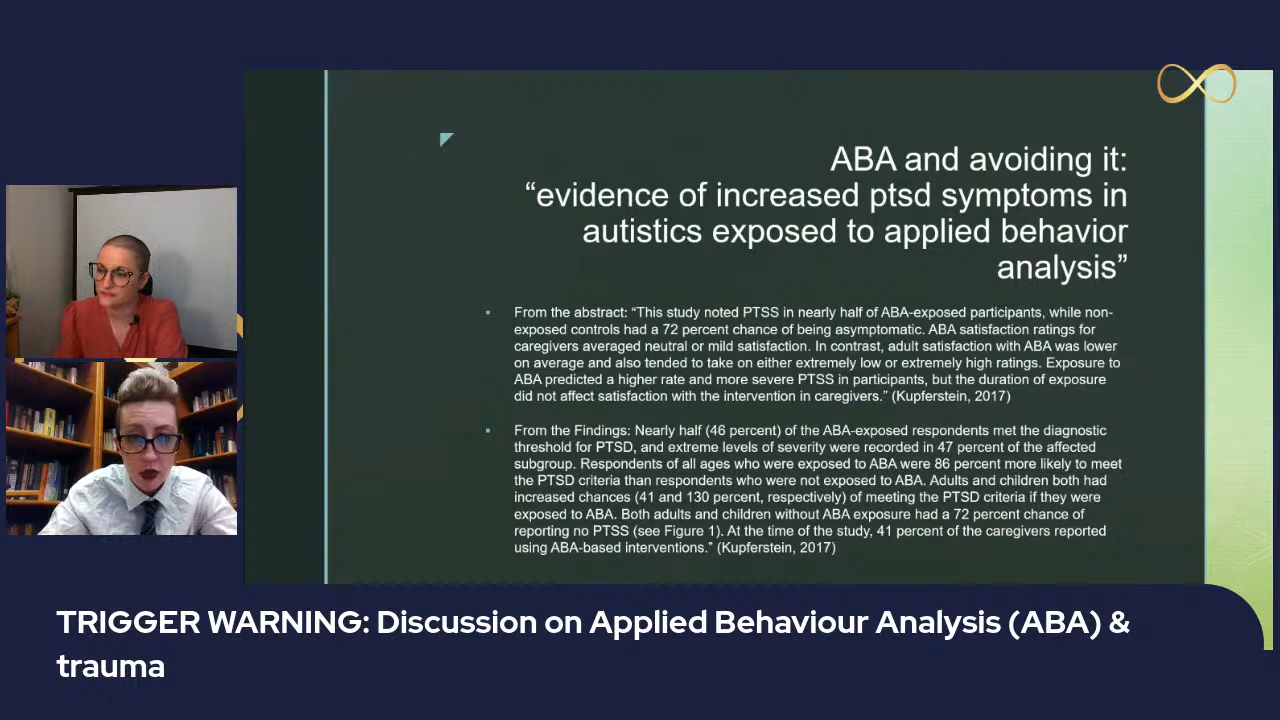 ABA and avoiding it:
“evidence of increased ptsd symptoms in
autistics exposed to applied behavior
analysis”
From the abstract: “This study noted PTSS in nearly half of ABA-exposed participants, while non-
exposed controls had a 72 percent chance of being asymptomatic. ABA satisfaction ratings for
caregivers averaged neutral or mild satisfaction. In contrast, adult satisfaction with ABA was lower
on average and also tended to take on either extremely low or extremely high ratings. Exposure to
ABA predicted a higher rate and more severe PTSS in participants, but the duration of exposure
did not affect satisfaction with the intervention in caregivers.” (Kupferstein, 2017)
From the Findings: Nearly half (46 percent) of the ABA-exposed respondents met the diagnostic
threshold for PTSD, and extreme levels of severity were recorded in 47 percent of the affected
subgroup. Respondents of all ages who were exposed to ABA were 86 percent more likely to meet
the PTSD criteria than respondents who were not exposed to ABA. Adults and children both had
increased chances (41 and 130 percent, respectively) of meeting the PTSD criteria if they were
exposed to ABA. Both adults and children without ABA exposure had a 72 percent chance of
reporting no PTSS (see Figure 1). At the time of the study, 41 percent of the caregivers reported
using ABA-based interventions.” (Kupferstein, 2017)
TRIGGER WARNING: Discussion on Applied Behaviour Analysis (ABA) &
trauma